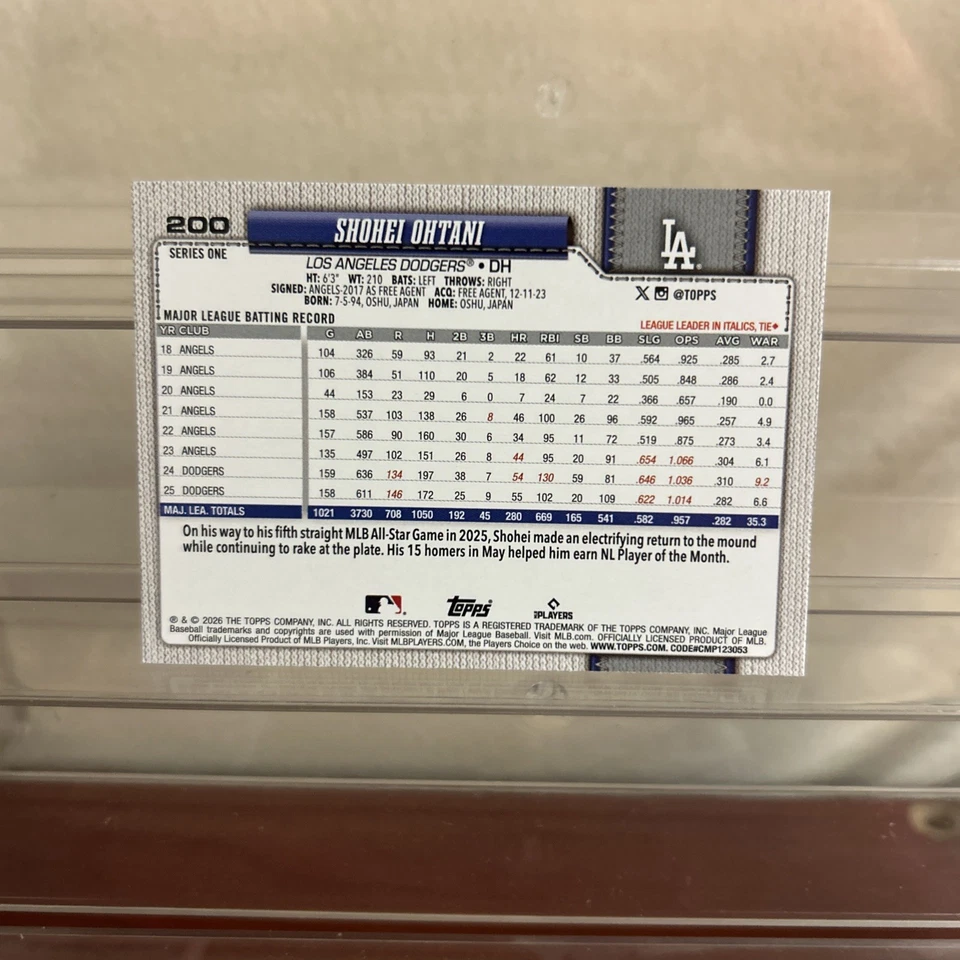 200 SHOHEI OHTANI LA
SERIES ONE
LOS ANGELES DODGERS® • DH
HT: 6'3" WT: 210 BATS: LEFT THROWS: RIGHT
SIGNED: ANGELS-2017 AS FREE AGENT ACQ: FREE AGENT, 12-11-23
BORN: 7-5-94, OSHU, JAPAN HOME: OSHU, JAPAN
X @TOPPS
MAJOR LEAGUE BATTING RECORD LEAGUE LEADER IN ITALICS, TIE♦
YR CLUB G AB R H 2B 3B HR RBI SB BB SLG OPS AVG WAR
18 ANGELS 104 326 59 93 21 2 22 61 10 37 .564 .925 .285 2.7
19 ANGELS 106 384 51 110 20 5 18 62 12 33 .505 .848 .286 2.4
20 ANGELS 44 153 23 29 6 0 7 24 7 22 .366 .657 .190 0.0
21 ANGELS 158 537 103 138 26 8 46 100 26 96 .592 .965 .257 4.9
22 ANGELS 157 586 90 160 30 6 34 95 11 72 .519 .875 .273 3.4
23 ANGELS 135 497 102 151 26 8 44 95 20 91 .654 1.066 .304 6.1
24 DODGERS 159 636 134 197 38 7 54 130 59 81 .646 1.036 .310 9.2
25 DODGERS 158 611 146 172 25 9 55 102 20 109 .622 1.014 .282 6.6
MAJ. LEA. TOTALS 1021 3730 708 1050 192 45 280 669 165 541 .582 .957 .282 35.3
On his way to his fifth straight MLB All-Star Game in 2025, Shohei made an electrifying return to the mound
while continuing to rake at the plate. His 15 homers in May helped him earn NL Player of the Month.
Topps
PLAYERS
® & © 2026 THE TOPPS COMPANY, INC. ALL RIGHTS RESERVED. TOPPS IS A REGISTERED TRADEMARK OF THE TOPPS COMPANY, INC. Major League
Baseball trademarks and copyrights are used with permission of Major League Baseball. Visit MLB.com. OFFICIALLY LICENSED PRODUCT OF MLB.
Officially Licensed Product of MLB Players, Inc. Visit MLBPLAYERS.COM, the Players Choice on the web. WWW.TOPPS.COM. CODE#CMP123053